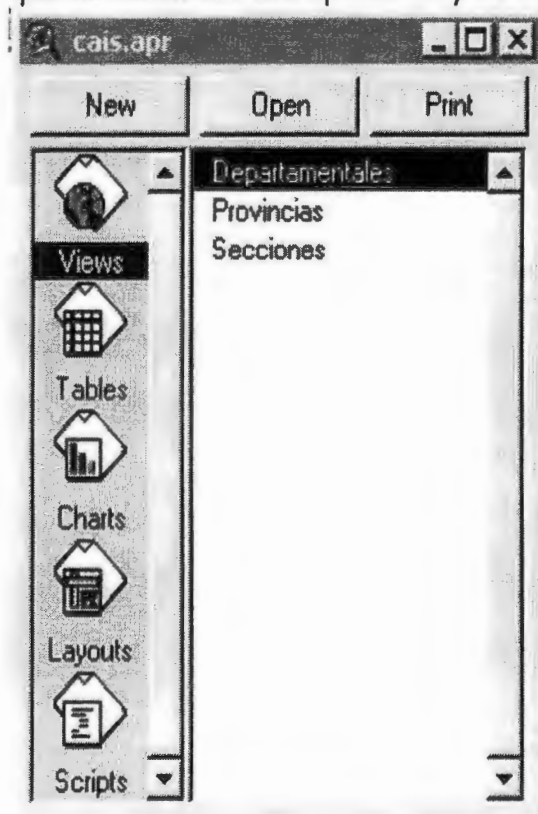 cais.apr
New Open Print
Departamentales
Provincias
Secciones
Views
Tables
Charts
Layouts
Scripts